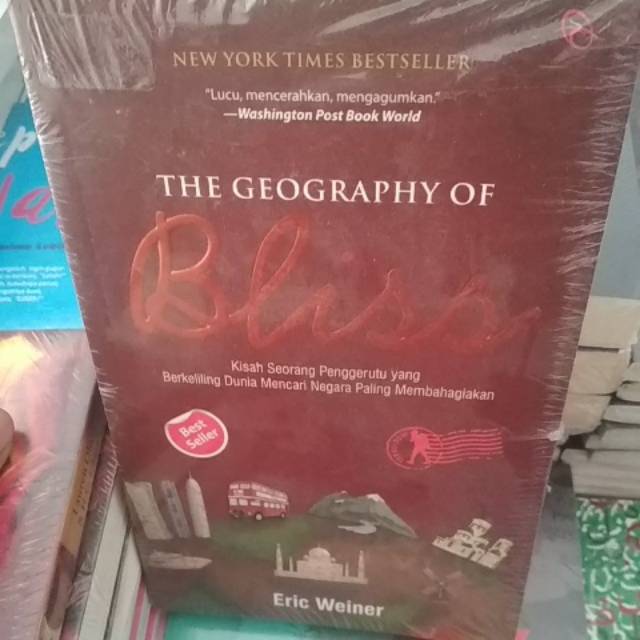 NEW YORK TIMES BESTSELLER
"Lucu, mencerahkan, mengagumkan."
—Washington Post Book World
THE GEOGRAPHY OF
Bliss
Kisah Seorang Penggerutu yang
Berkeliling Dunia Mencari Negara Paling Membahagiakan
Best
Seller
Eric Weiner